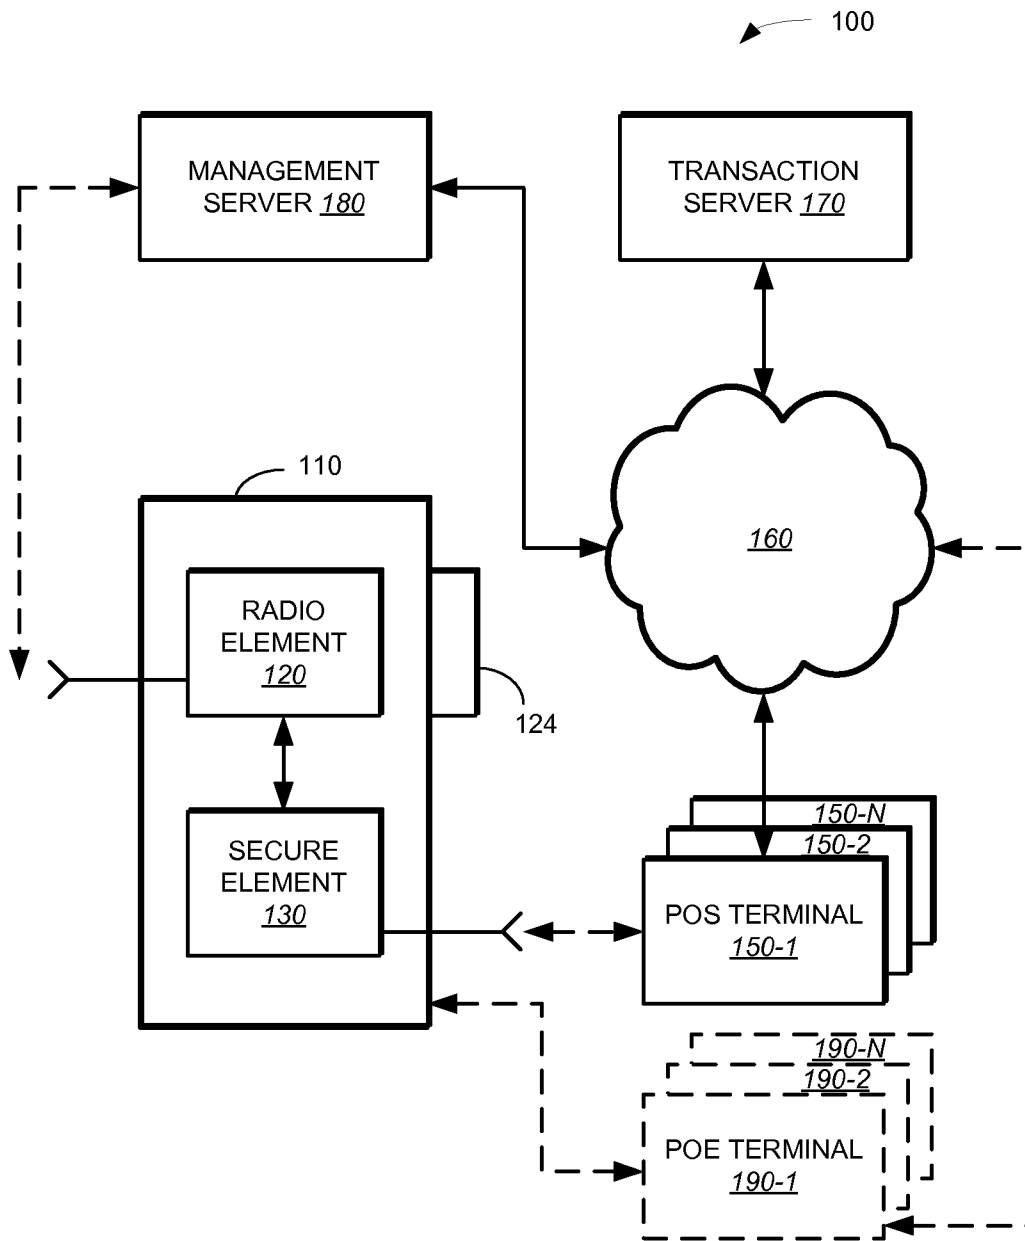 100
MANAGEMENT
SERVER 180
TRANSACTION
SERVER 170
110
160
RADIO
ELEMENT
120
124
SECURE
ELEMENT
130
150-N
150-2
POS TERMINAL
150-1
190-N
190-2
POE TERMINAL
190-1